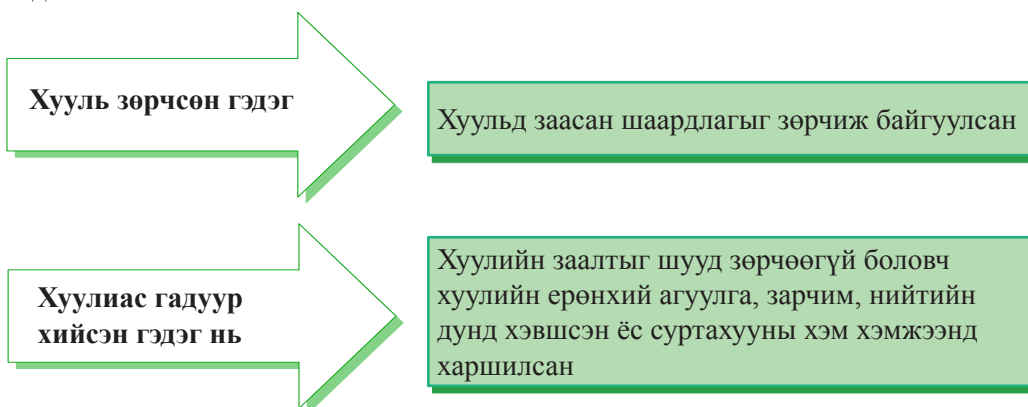 Хууль зөрчсөн гэдэг
Хуульд заасан шаардлагыг зөрчиж байгуулсан
Хуулиас гадуур
хийсэн гэдэг нь
Хуулийн заалтыг шууд зөрчөөгүй боловч
хуулийн ерөнхий агуулга, зарчим, нийтийн
дунд хэвшсэн ёс суртахууны хэм хэмжээнд
харшилсан